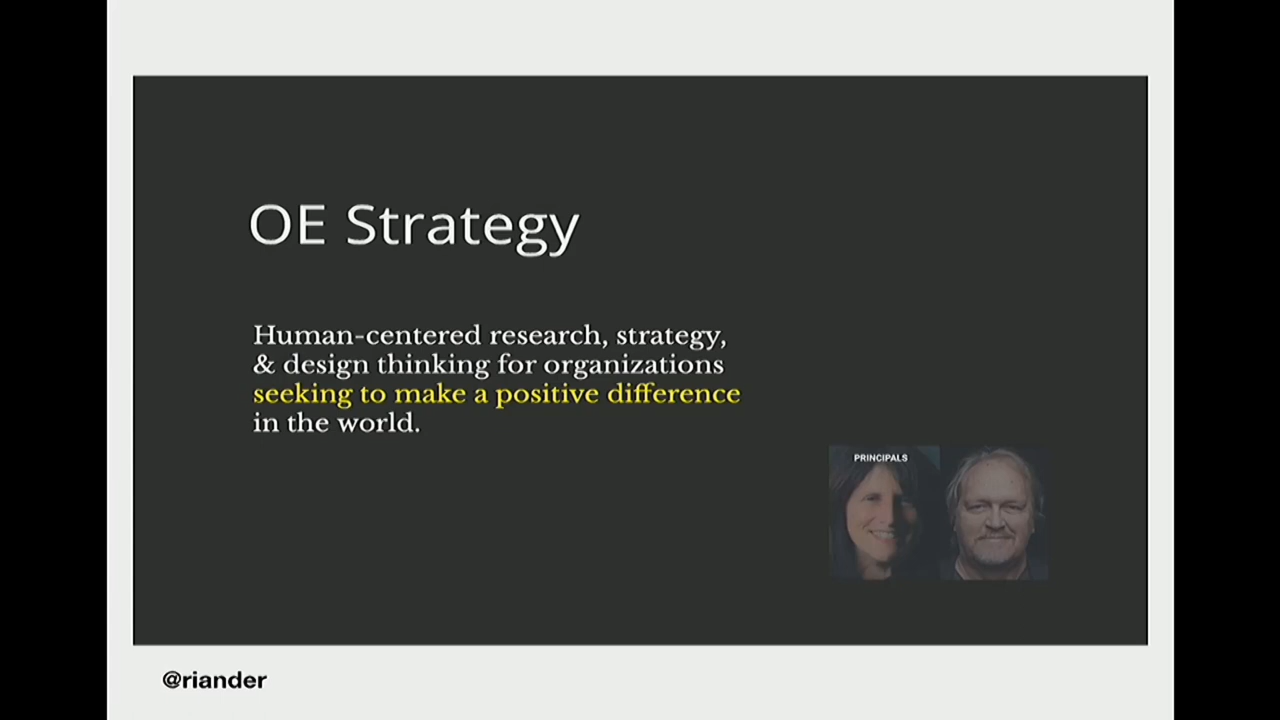 OE Strategy
Human-centered research, strategy,
& design thinking for organizations
seeking to make a positive difference
in the world.
PRINCIPALS
@riander